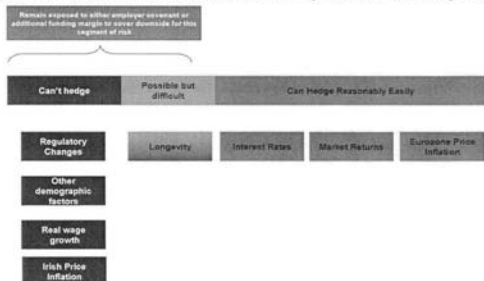 Remain exposed to either employer covenant or
additional funding margin to cover downside for this
segment of risk
Can't hedge
Possible but
difficult
Can Hedge Reasonably Easily
Regulatory
Changes
Longevity
Interest Rates
Market Returns
Eurozone Price
Inflation
Other
demographic
factors
Real wage
growth
Irish Price
Inflation